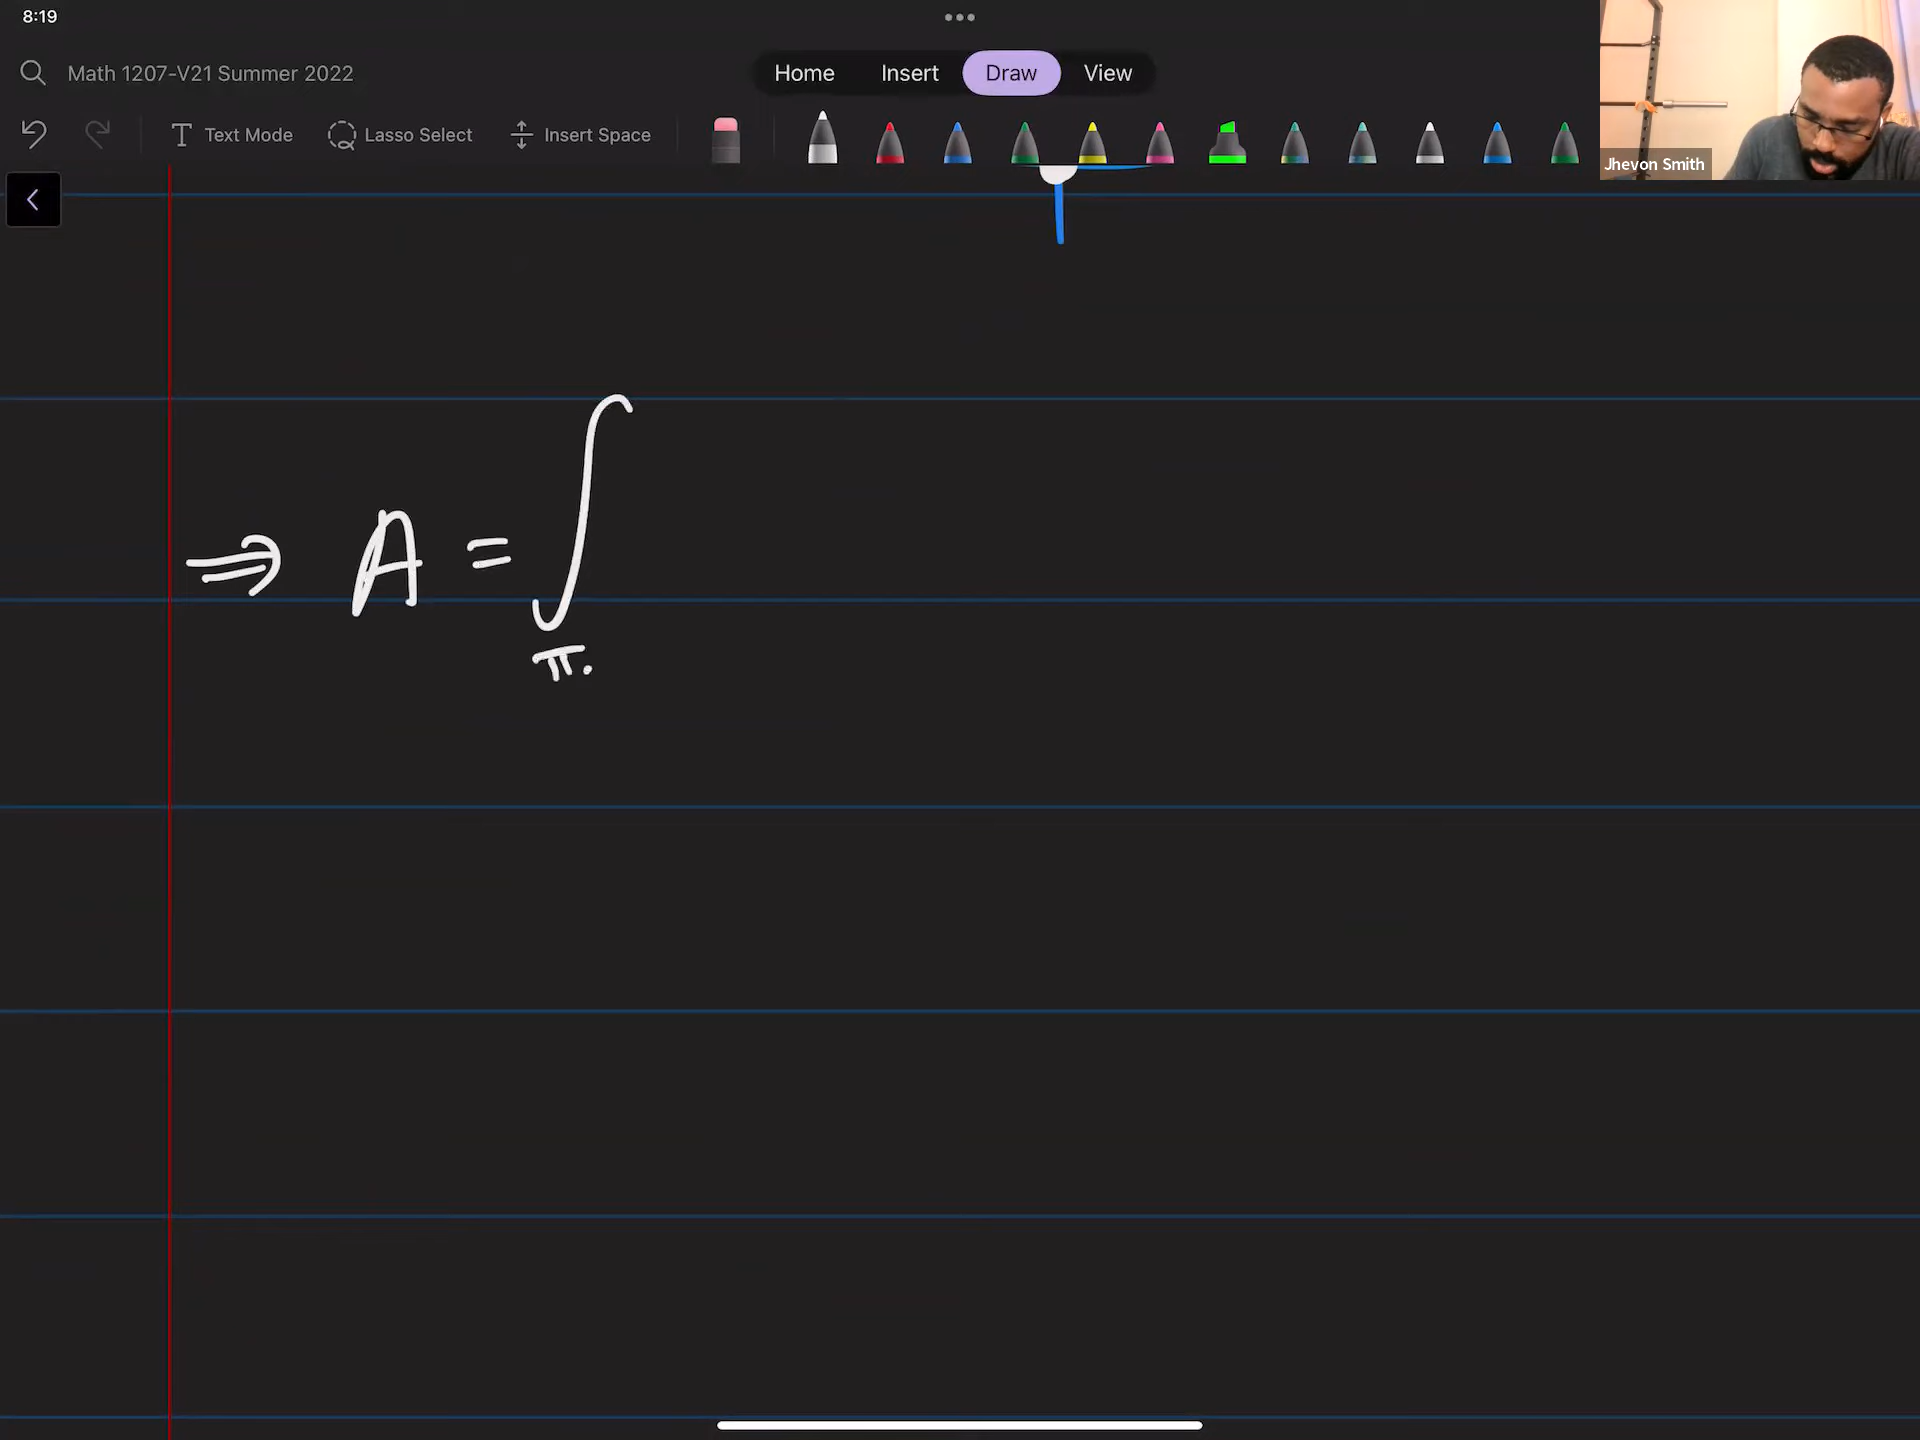 8:19
Math 1207-V21 Summer 2022
Home Insert Draw View
Text Mode Lasso Select Insert Space
Jhevon Smith
⇒ A = ∫
π.